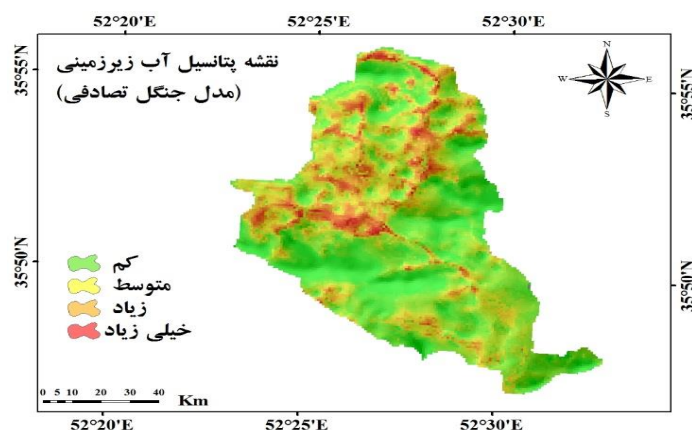 52°20'E 52°25'E 52°30'E
نقشه پتانسیل آب زیرزمینی
(مدل جنگل تصادفی)
N
W E
S
35°55'N 35°55'N
35°50'N 35°50'N
کم
متوسط
زیاد
خیلی زیاد
0 5 10 20 30 40 Km
52°20'E 52°25'E 52°30'E